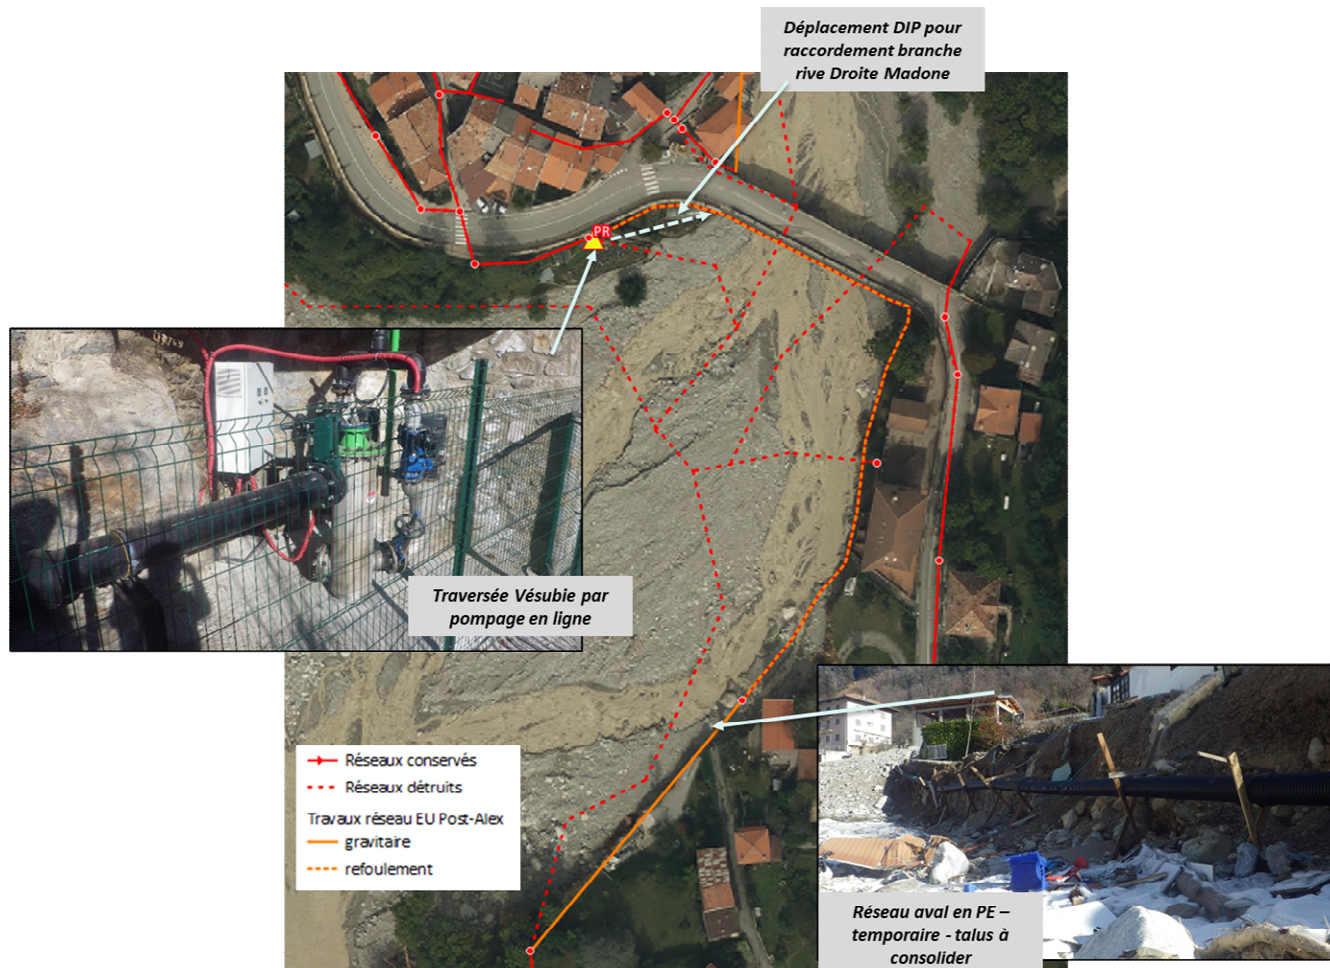 Déplacement DIP pour
raccordement branche
rive Droite Madone
PR
Traversée Vésubie par
pompage en ligne
Réseaux conservés
Réseaux détruits
Travaux réseau EU Post-Alex
gravitaire
refoulement
Réseau aval en PE –
temporaire - talus à
consolider